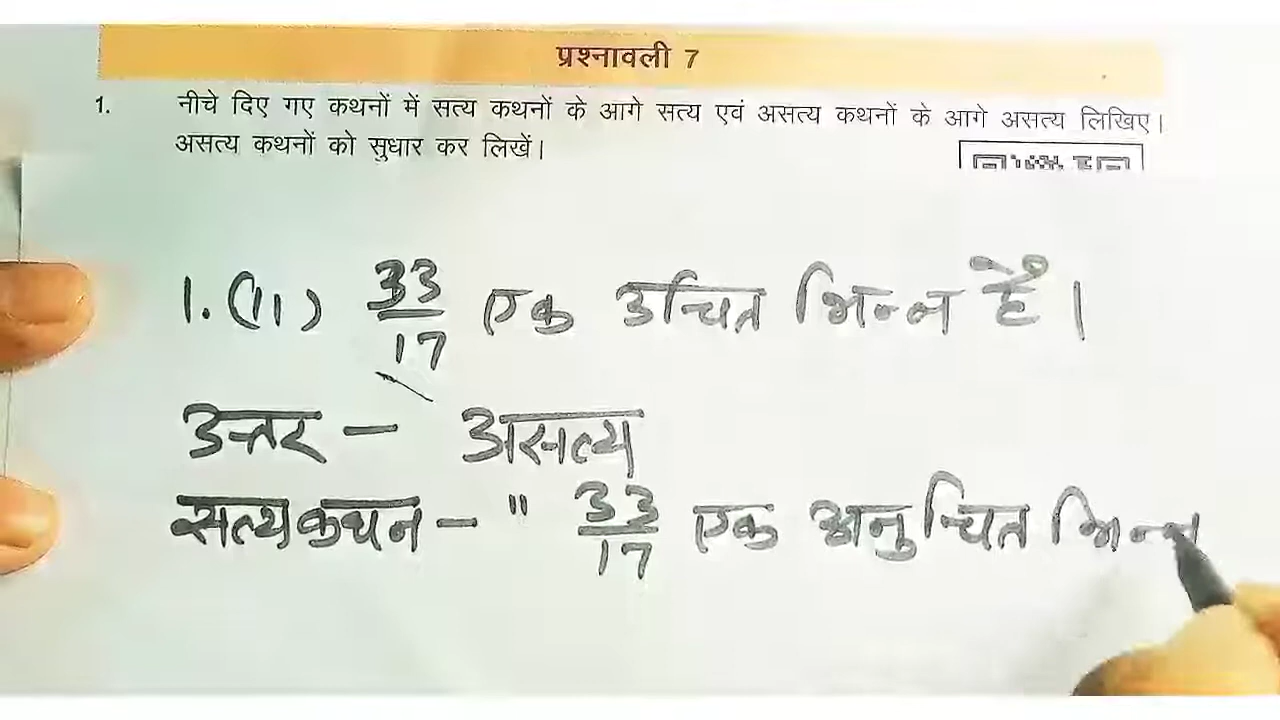 प्रश्नावली 7
1. नीचे दिए गए कथनों में सत्य कथनों के आगे सत्य एवं असत्य कथनों के आगे असत्य लिखिए।
असत्य कथनों को सुधार कर लिखें।
1. (11) 33/17 एक उचित भिन्न हैं।
उत्तर – असत्य
सत्यकथन – " 33/17 एक अनुचित भिन्न